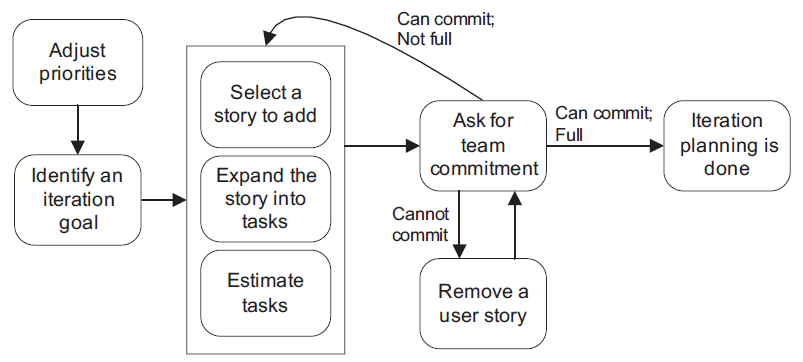 Adjust
priorities
Identify an
iteration
goal
Select a
story to add
Expand the
story into
tasks
Estimate
tasks
Can commit;
Not full
Ask for
team
commitment
Can commit;
Full
Iteration
planning is
done
Cannot
commit
Remove a
user story